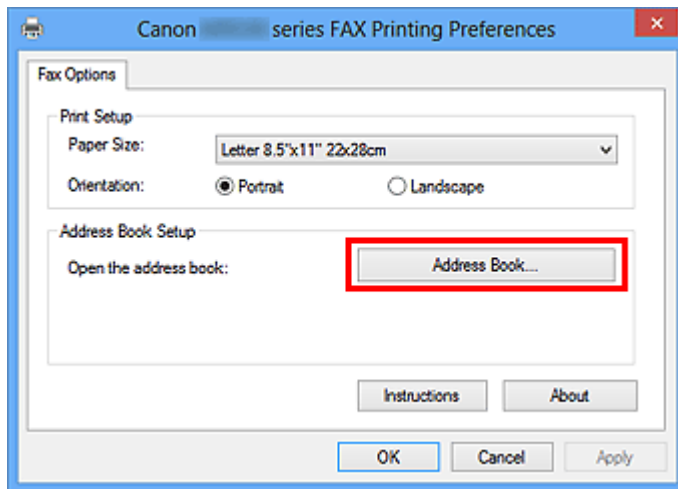 Canon series FAX Printing Preferences
Fax Options
Print Setup
Paper Size: Letter 8.5"x11" 22x28cm
Orientation: Portrait Landscape
Address Book Setup
Open the address book: Address Book...
Instructions About
OK Cancel Apply